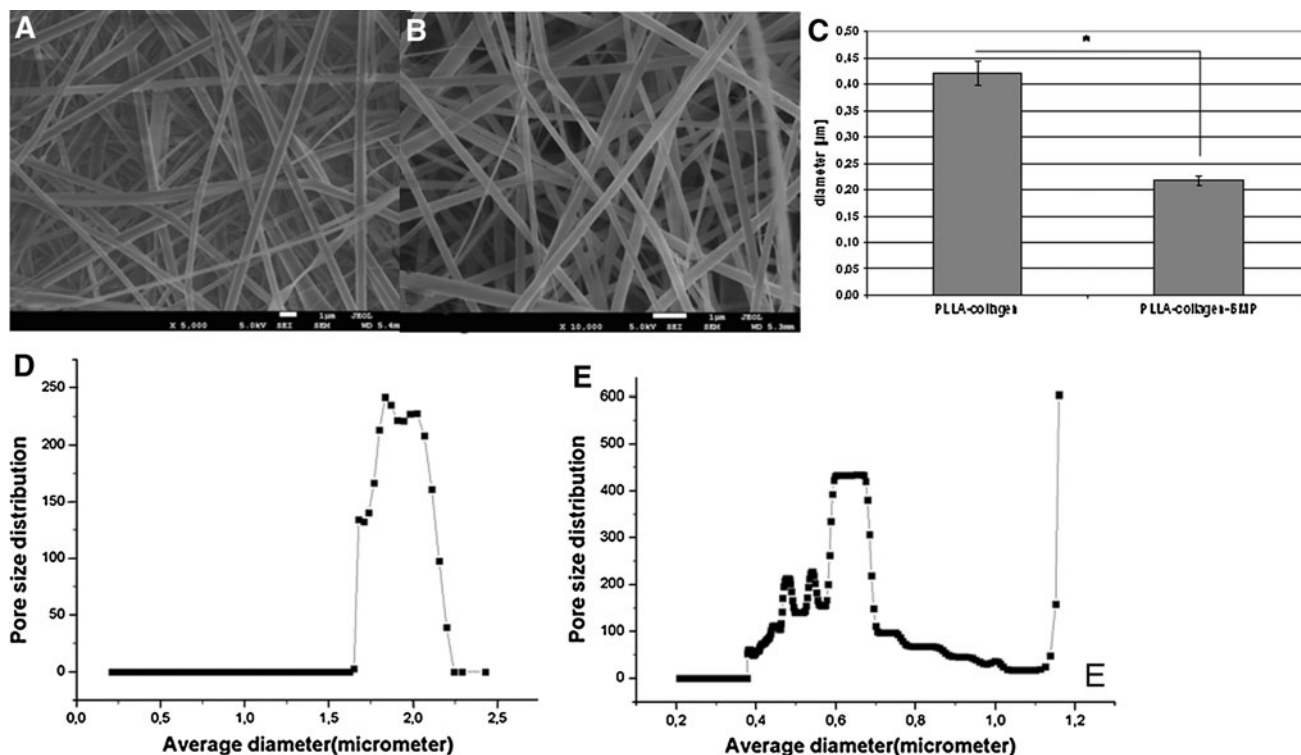 A
X 5,000 5.0kV SEI SEM 1µm JEOL WD 5.4m
B
X 10,000 5.0kV SEI SEM 1µm JEOL WD 5.3mm
C
*
diameter [µm]
0,50
0,45
0,40
0,35
0,30
0,25
0,20
0,15
0,10
0,05
0,00
PLLA-collagen
PLLA-collagen-BMP
D
Pore size distribution
250
200
150
100
50
0
0,0 0,5 1,0 1,5 2,0 2,5
Average diameter(micrometer)
E
Pore size distribution
600
500
400
300
200
100
0
E
0,2 0,4 0,6 0,8 1,0 1,2
Average diameter(micrometer)